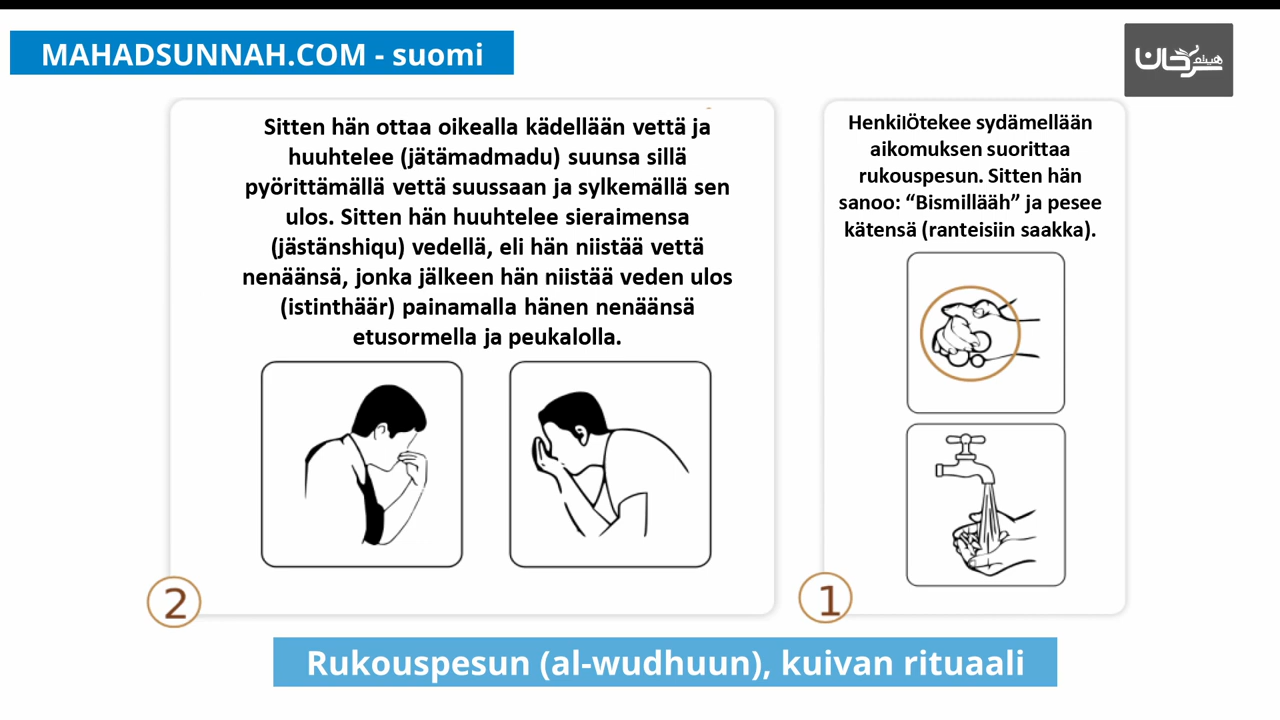 MAHADSUNNAH.COM - suomi
هيثم سرحان
Henkilötekee sydämellään
aikomuksen suorittaa
rukouspesun. Sitten hän
sanoo: “Bismillääh” ja pesee
kätensä (ranteisiin saakka).
1
Sitten hän ottaa oikealla kädellään vettä ja
huuhtelee (jätämadmadu) suunsa sillä
pyörittämällä vettä suussaan ja sylkemällä sen
ulos. Sitten hän huuhtelee sieraimensa
(jästänshiqu) vedellä, eli hän niistää vettä
nenäänsä, jonka jälkeen hän niistää veden ulos
(istinthäär) painamalla hänen nenäänsä
etusormella ja peukalolla.
2
Rukouspesun (al-wudhuun), kuivan rituaali